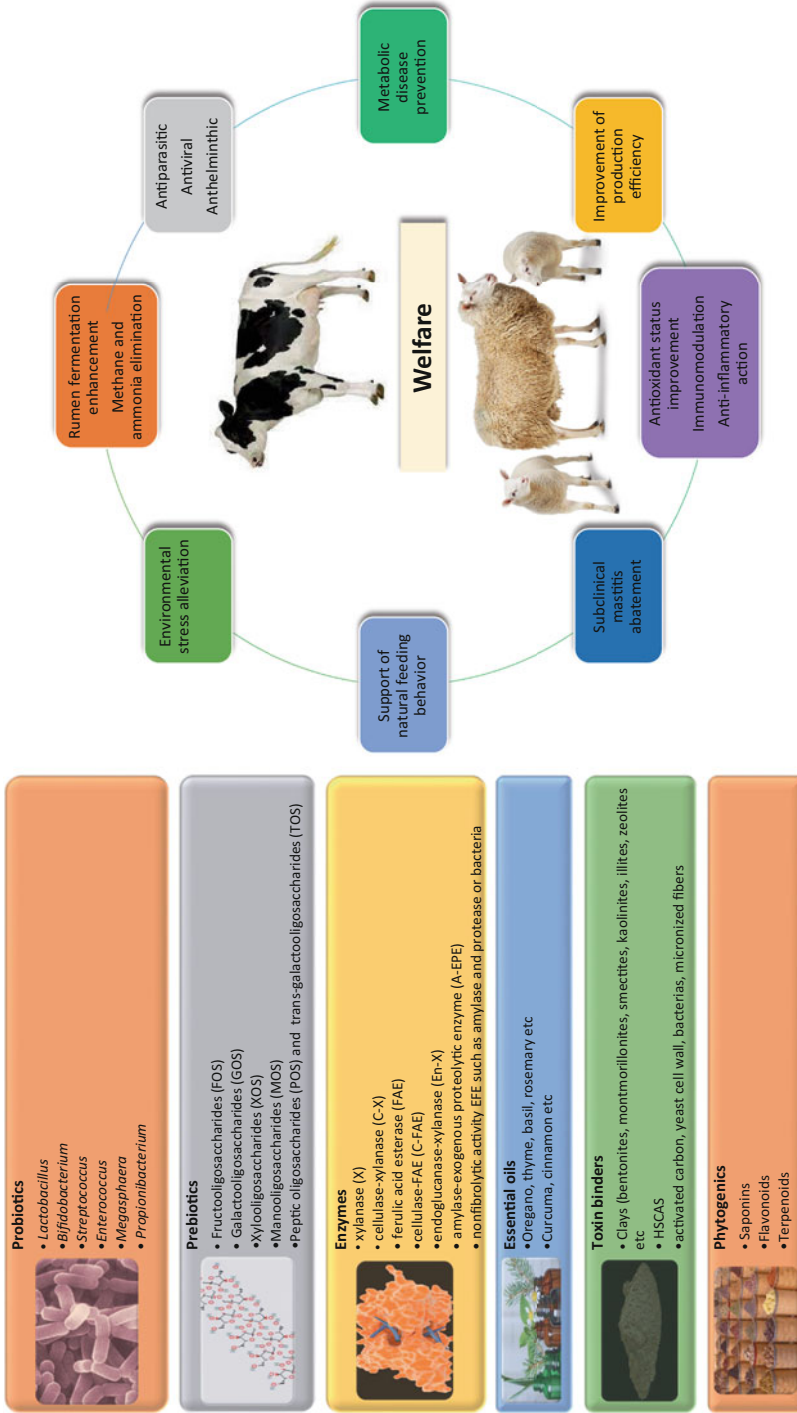 Probiotics
• Lactobacillus
• Bifidobacterium
• Streptococcus
• Enterococcus
• Megasphaera
• Propionibacterium
Prebiotics
• Fructooligosaccharides (FOS)
• Galactooligosaccharides (GOS)
• Xylooligosaccharides (XOS)
• Manooligosaccharides (MOS)
• Peptic oligosaccharides (POS) and trans-galactooligosaccharides (TOS)
Enzymes
• xylanase (X)
• cellulase-xylanase (C-X)
• ferulic acid esterase (FAE)
• cellulase-FAE (C-FAE)
• endoglucanase-xylanase (En-X)
• amylase-exogenous proteolytic enzyme (A-EPE)
• nonfibrolytic activity EFE such as amylase and protease or bacteria
Essential oils
• Oregano, thyme, basil, rosemary etc
• Curcuma, cinnamon etc
Toxin binders
• Clays (bentonites, montmorillonites, smectites, kaolinites, illites, zeolites
etc
• HSCAS
• activated carbon, yeast cell wall, bacterias, micronized fibers
Phytogenics
• Saponins
• Flavonoids
• Terpenoids
Rumen fermentation
enhancement
Methane and
ammonia elimination
Antiparasitic
Antiviral
Anthelminthic
Metabolic
disease
prevention
Improvement of
production
efficiency
Antioxidant status
improvement
Immunomodulation
Anti-inflammatory
action
Subclinical
mastitis
abatement
Support of
natural feeding
behavior
Environmental
stress alleviation
Welfare